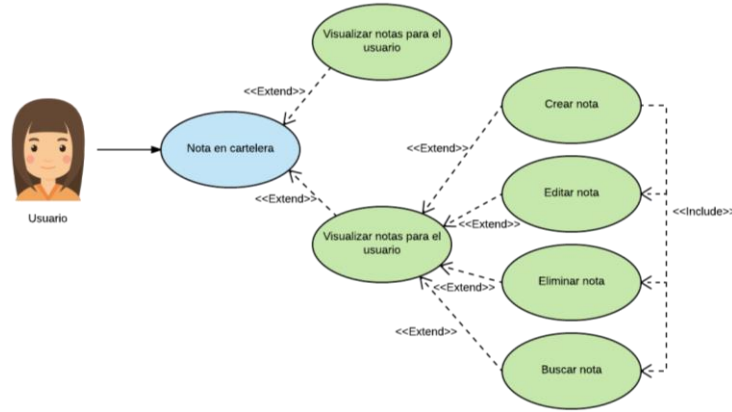 Visualizar notas para el
usuario
<<Extend>>
Crear nota
Nota en cartelera
<<Extend>>
Editar nota
<<Extend>>
Usuario
<<Include>>
<<Extend>>
Visualizar notas para el
usuario
Eliminar nota
<<Extend>>
<<Extend>>
Buscar nota